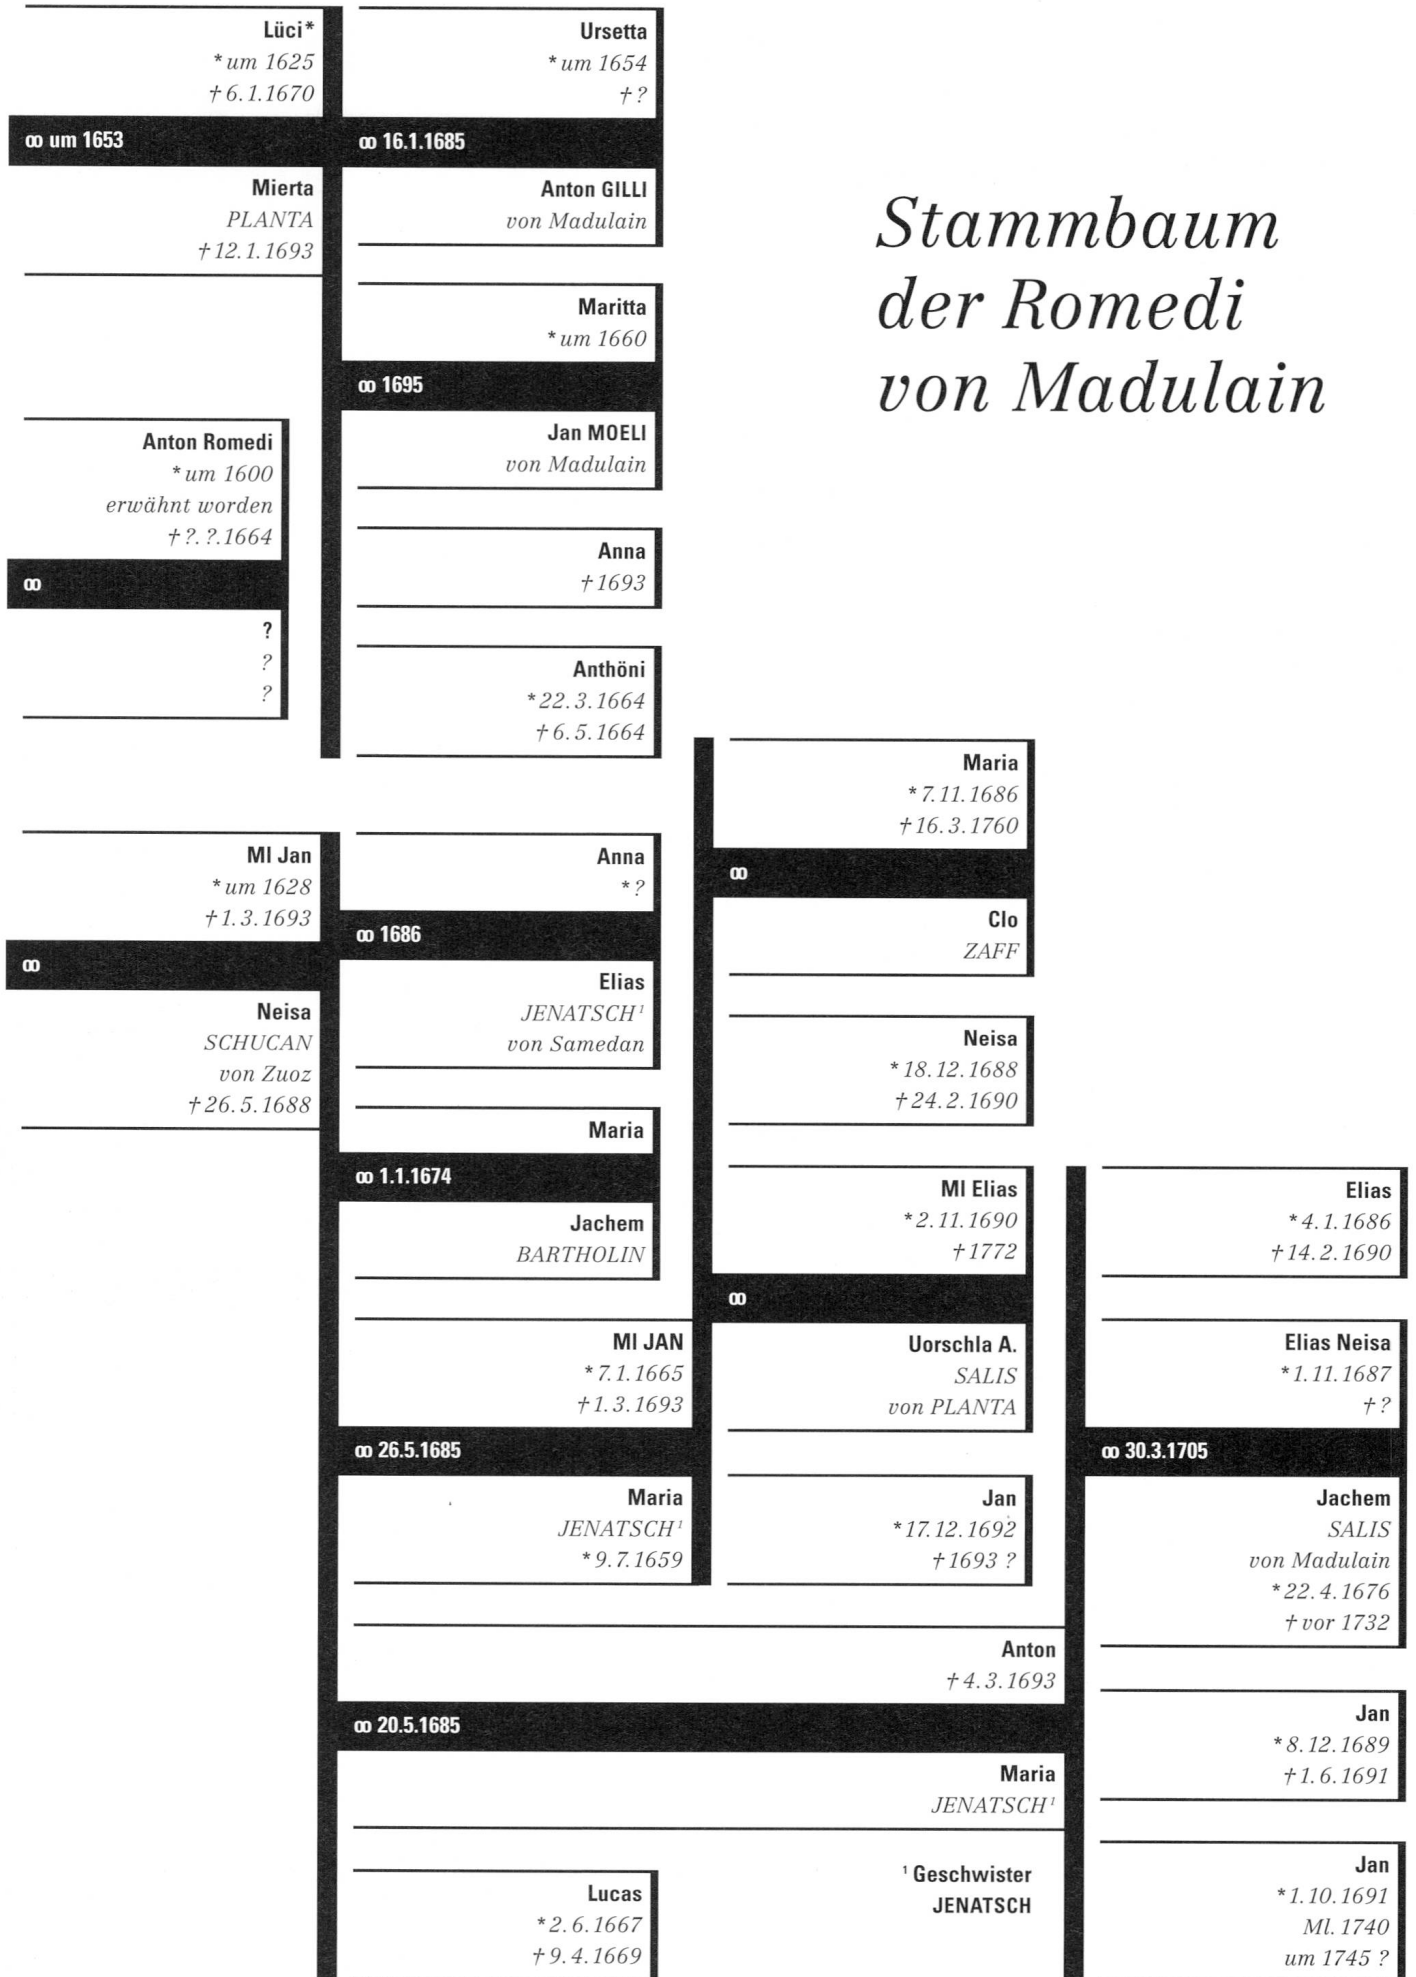 Stammbaum
der Romedi
von Madulain
Lüci*
*um 1625
†6.1.1670
∞ um 1653
Mierta
PLANTA
†12.1.1693
Anton Romedi
*um 1600
erwähnt worden
†?.?.1664
∞
?
?
?
Ursetta
*um 1654
†?
∞ 16.1.1685
Anton GILLI
von Madulain
Maritta
*um 1660
∞ 1695
Jan MOELI
von Madulain
Anna
†1693
Anthöni
*22.3.1664
†6.5.1664
MI Jan
*um 1628
†1.3.1693
∞
Neisa
SCHUCAN
von Zuoz
†26.5.1688
Anna
*?
∞ 1686
Elias
JENATSCH¹
von Samedan
Maria
∞ 1.1.1674
Jachem
BARTHOLIN
MI JAN
*7.1.1665
†1.3.1693
∞ 26.5.1685
Maria
JENATSCH¹
*9.7.1659
Maria
*7.11.1686
†16.3.1760
∞
Clo
ZAFF
Neisa
*18.12.1688
†24.2.1690
MI Elias
*2.11.1690
†1772
∞
Uorschla A.
SALIS
von PLANTA
Jan
*17.12.1692
†1693 ?
Anton
†4.3.1693
∞ 20.5.1685
Maria
JENATSCH¹
Lucas
*2.6.1667
†9.4.1669
¹ Geschwister
JENATSCH
Elias
*4.1.1686
†14.2.1690
Elias Neisa
*1.11.1687
†?
∞ 30.3.1705
Jachem
SALIS
von Madulain
*22.4.1676
† vor 1732
Jan
*8.12.1689
†1.6.1691
Jan
*1.10.1691
Ml. 1740
um 1745 ?